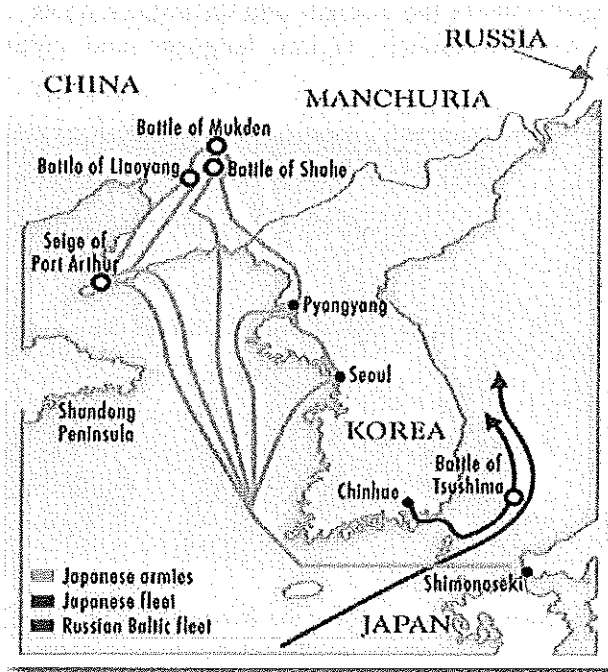 RUSSIA
CHINA
MANCHURIA
Battle of Mukden
Battle of Liaoyang
Battle of Shahe
Seige of
Port Arthur
Pyongyang
Seoul
Shandong
Peninsula
KOREA
Battle of
Tsushima
Chinhae
Japanese armies
Japanese fleet
Russian Baltic fleet
Shimonoseki
JAPAN